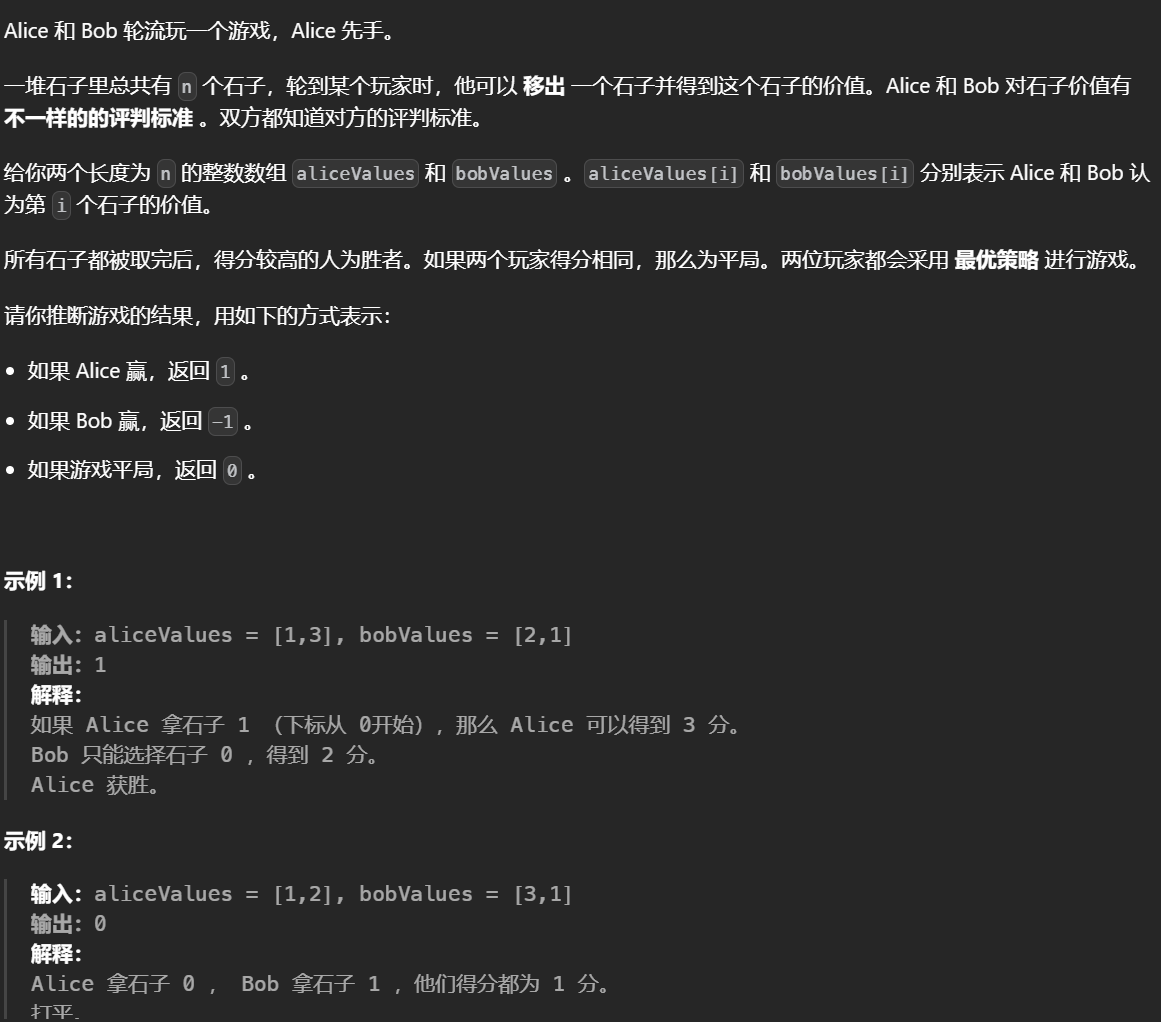 Alice 和 Bob 轮流玩一个游戏，Alice 先手。
一堆石子里总共有 n 个石子，轮到某个玩家时，他可以 移出 一个石子并得到这个石子的价值。Alice 和 Bob 对石子价值有
不一样的的评判标准 。双方都知道对方的评判标准。
给你两个长度为 n 的整数数组 aliceValues 和 bobValues 。aliceValues[i] 和 bobValues[i] 分别表示 Alice 和 Bob 认
为第 i 个石子的价值。
所有石子都被取完后，得分较高的人为胜者。如果两个玩家得分相同，那么为平局。两位玩家都会采用 最优策略 进行游戏。
请你推断游戏的结果，用如下的方式表示：
• 如果 Alice 赢，返回 1 。
• 如果 Bob 赢，返回 -1 。
• 如果游戏平局，返回 0 。
示例 1：
输入：aliceValues = [1,3], bobValues = [2,1]
输出：1
解释：
如果 Alice 拿石子 1 （下标从 0开始），那么 Alice 可以得到 3 分。
Bob 只能选择石子 0 ，得到 2 分。
Alice 获胜。
示例 2：
输入：aliceValues = [1,2], bobValues = [3,1]
输出：0
解释：
Alice 拿石子 0 ， Bob 拿石子 1 ，他们得分都为 1 分。
打平。